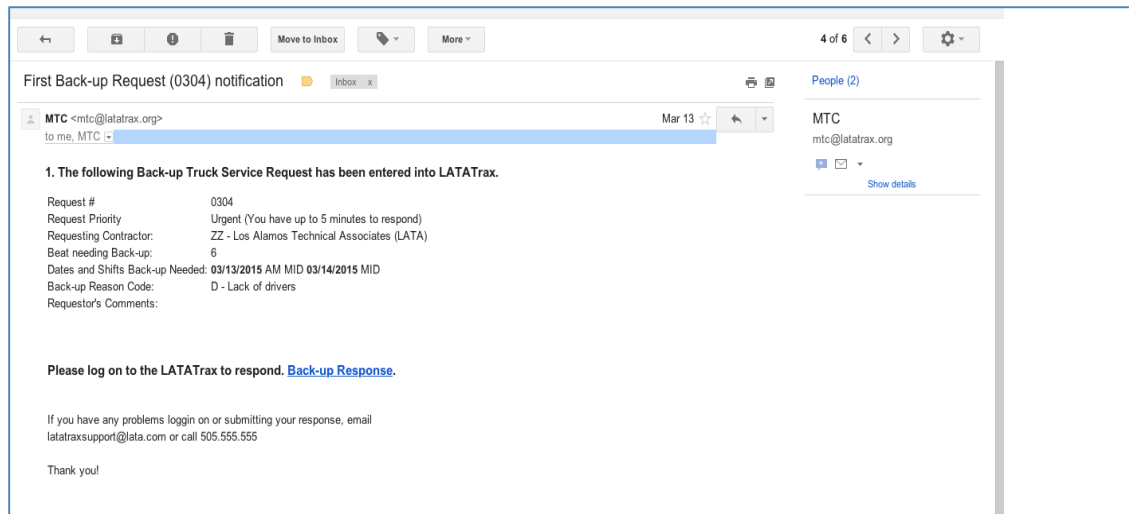 Move to Inbox More 4 of 6
First Back-up Request (0304) notification Inbox x People (2)
MTC <mtc@latatrax.org> Mar 13 MTC
to me, MTC mtc@latatrax.org
1. The following Back-up Truck Service Request has been entered into LATATrax.
Show details
Request # 0304
Request Priority Urgent (You have up to 5 minutes to respond)
Requesting Contractor: ZZ - Los Alamos Technical Associates (LATA)
Beat needing Back-up: 6
Dates and Shifts Back-up Needed: 03/13/2015 AM MID 03/14/2015 MID
Back-up Reason Code: D - Lack of drivers
Requestor's Comments:
Please log on to the LATATrax to respond. Back-up Response.
If you have any problems loggin on or submitting your response, email
latatraxsupport@lata.com or call 505.555.555
Thank you!